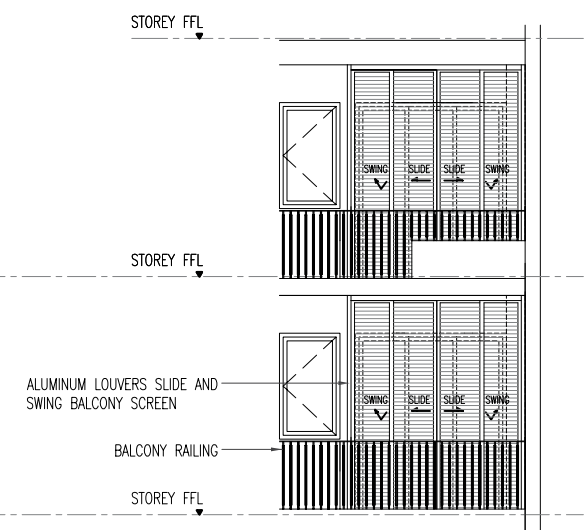 STOREY FFL
SWING SLIDE SLIDE SWING
STOREY FFL
ALUMINUM LOUVERS SLIDE AND
SWING BALCONY SCREEN
SWING SLIDE SLIDE SWING
BALCONY RAILING
STOREY FFL